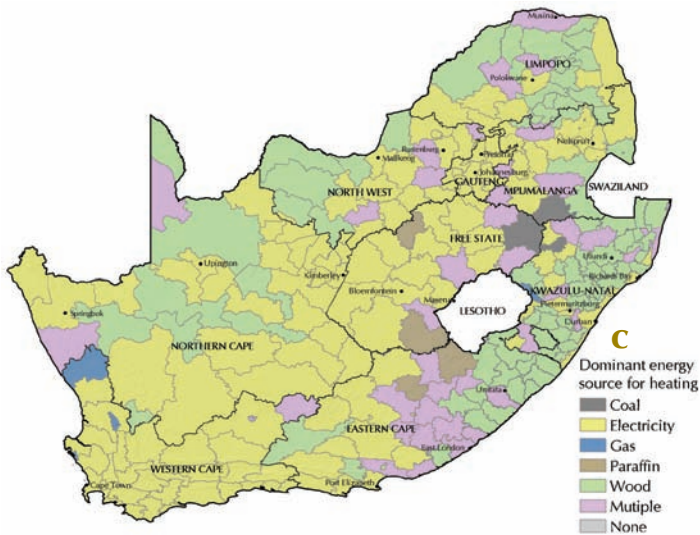 Musina
LIMPOPO
Polokwane
Nelspruit
Rustenburg
Pretoria
Mafikeng
Johannesburg
GAUTENG
NORTH WEST
MPUMALANGA
SWAZILAND
FREE STATE
Upington
Ulundi
Kimberley
Richards Bay
Bloemfontein
KWAZULU-NATAL
Maseru
LESOTHO
Pietermaritzburg
Springbok
Durban
C
NORTHERN CAPE
Dominant energy
source for heating
Coal
Electricity
Gas
Paraffin
Wood
Mutiple
None
Umtata
EASTERN CAPE
East London
WESTERN CAPE
Cape Town
Port Elizabeth